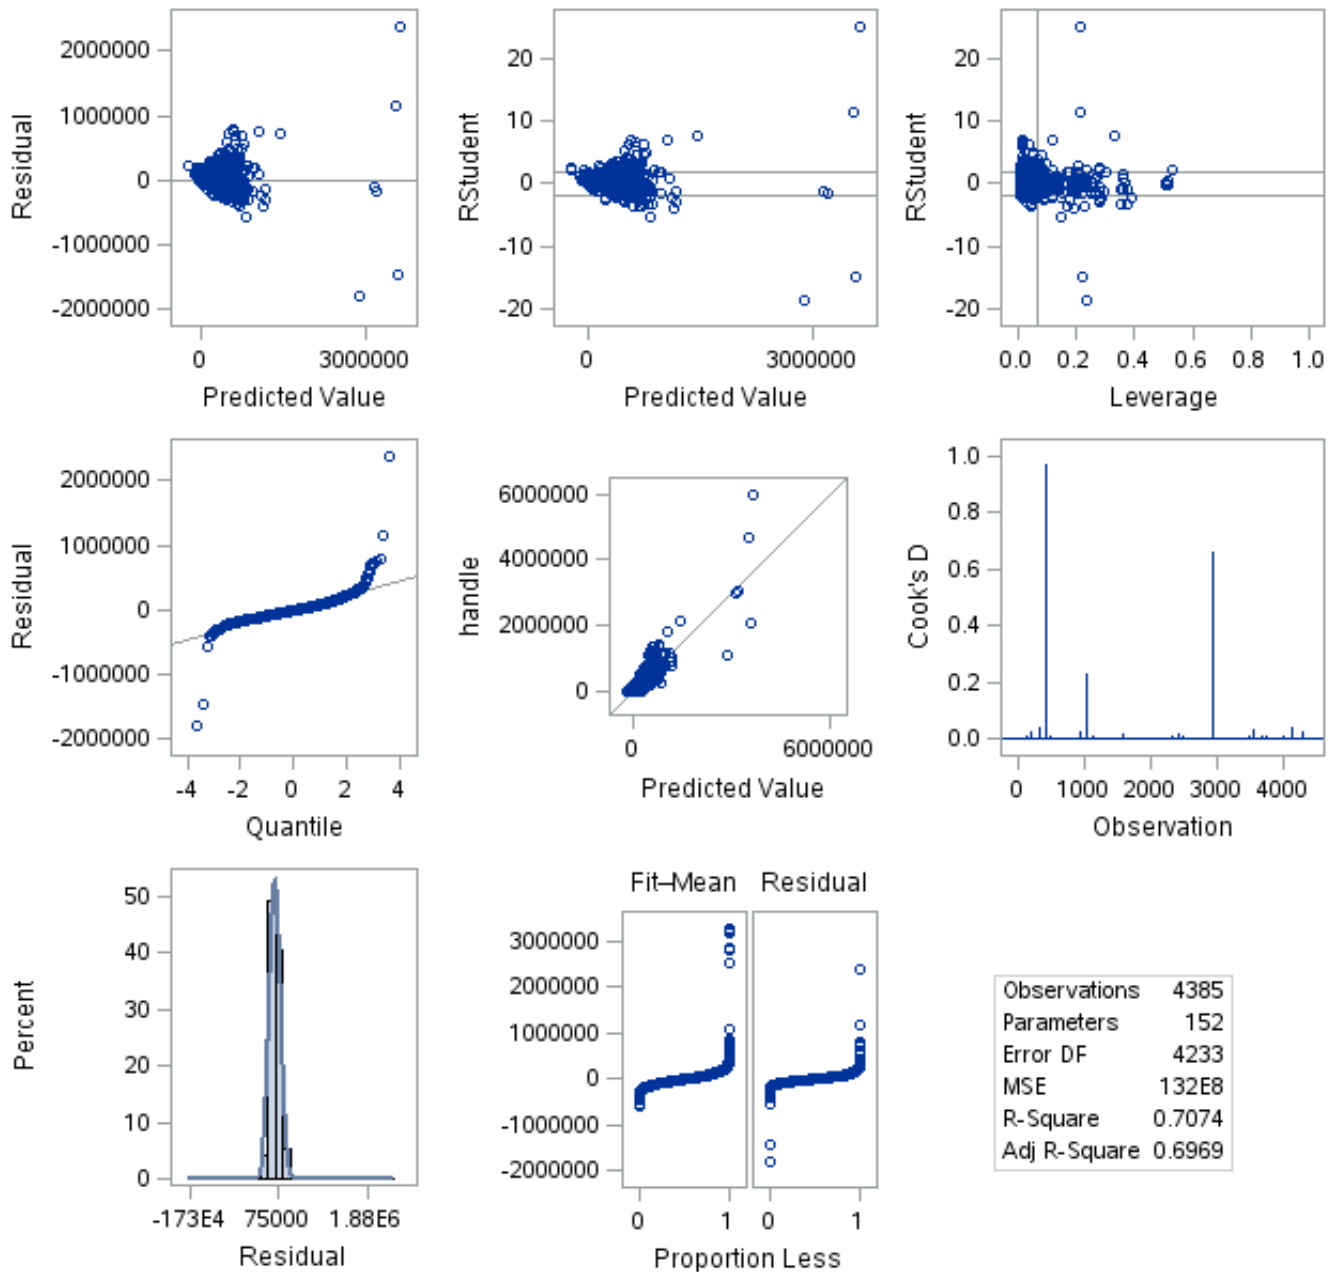 2000000
1000000
0
-1000000
-2000000
Residual
0 3000000
Predicted Value
20
10
0
-10
-20
RStudent
0 3000000
Predicted Value
20
10
0
-10
-20
RStudent
0.0 0.2 0.4 0.6 0.8 1.0
Leverage
2000000
1000000
0
-1000000
-2000000
Residual
-4 -2 0 2 4
Quantile
6000000
4000000
2000000
0
handle
0 6000000
Predicted Value
1.0
0.8
0.6
0.4
0.2
0.0
Cook's D
0 1000 2000 3000 4000
Observation
50
40
30
20
10
0
Percent
-173E4 75000 1.88E6
Residual
Fit–Mean Residual
3000000
2000000
1000000
0
-1000000
-2000000
0 1 0 1
Proportion Less
Observations 4385
Parameters 152
Error DF 4233
MSE 132E8
R-Square 0.7074
Adj R-Square 0.6969